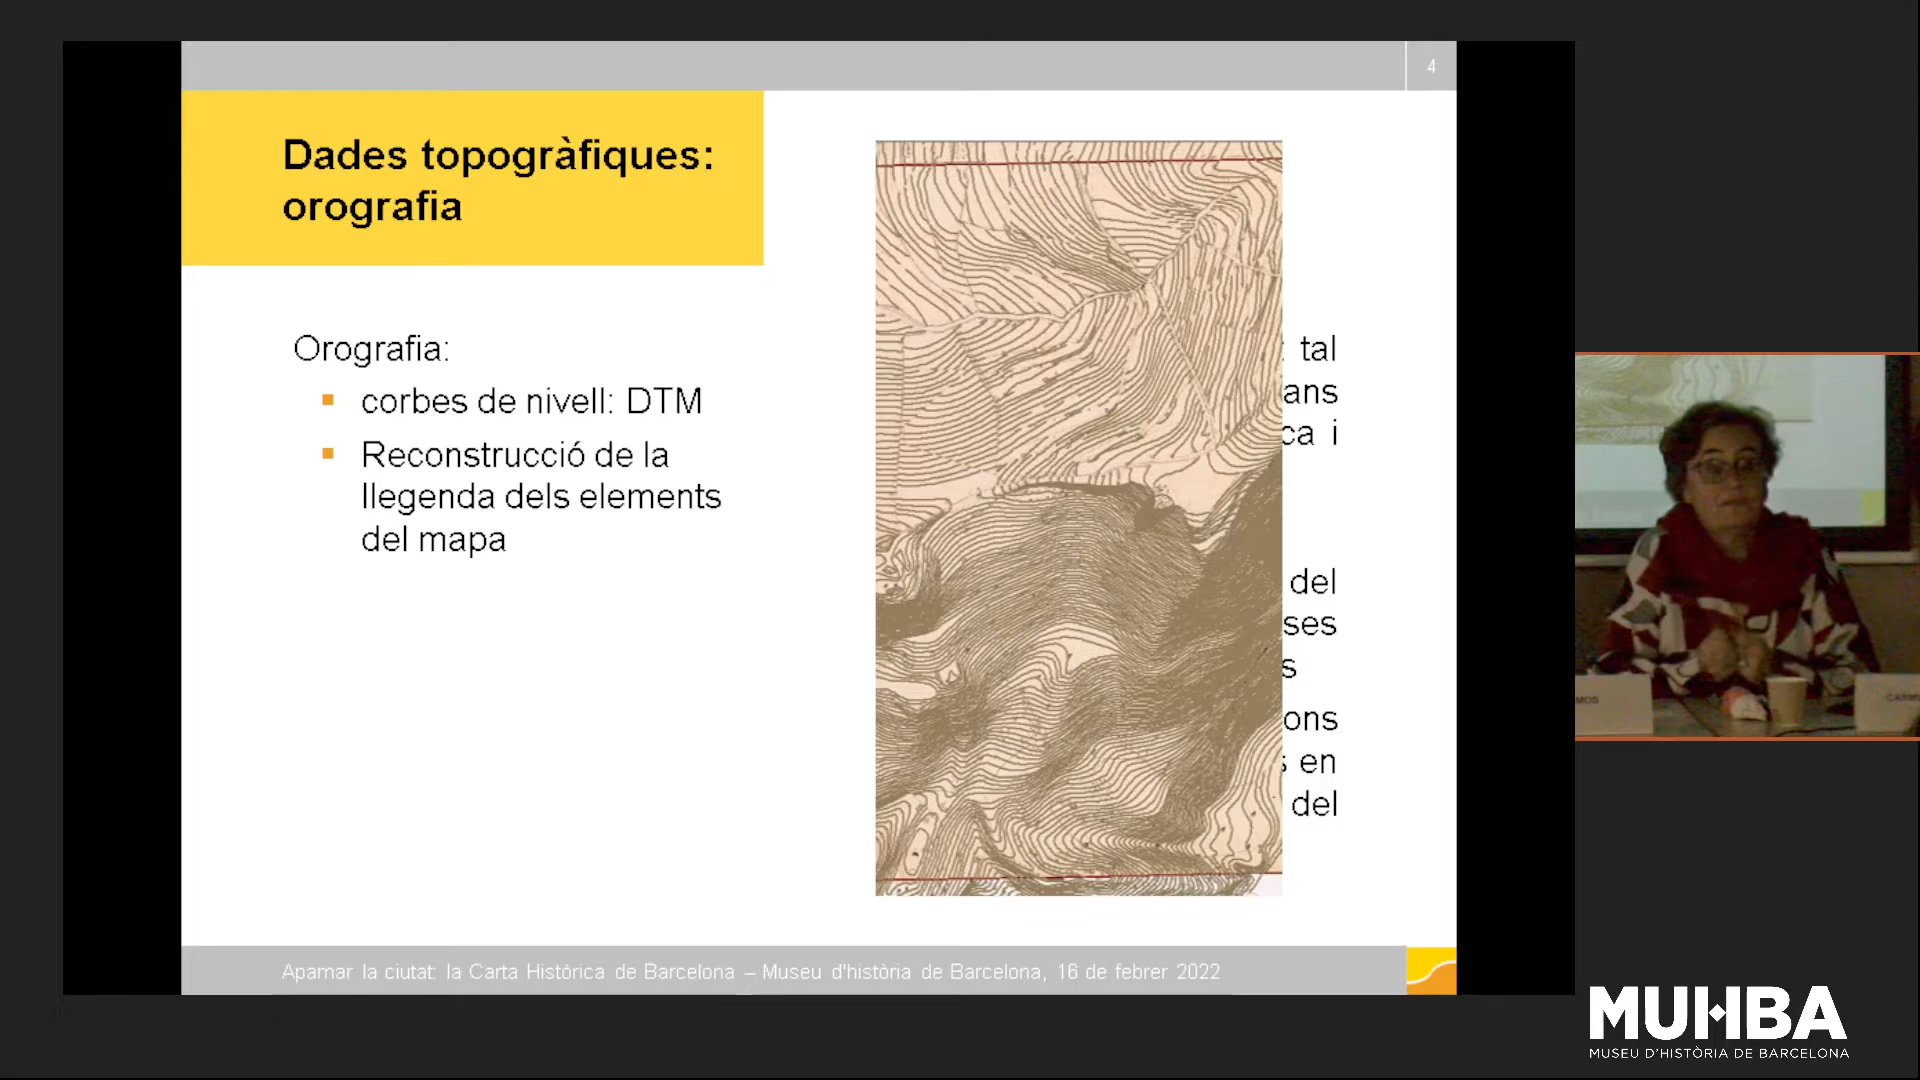 4
Dades topogràfiques:
orografia
Orografia:
corbes de nivell: DTM
Reconstrucció de la
llegenda dels elements
del mapa
tal
ans
ca i
del
ses
s
ons
s en
del
MOS
CARM
Apamar la ciutat: la Carta Històrica de Barcelona – Museu d'història de Barcelona, 16 de febrer 2022
MUHBA
MUSEU D'HISTÒRIA DE BARCELONA